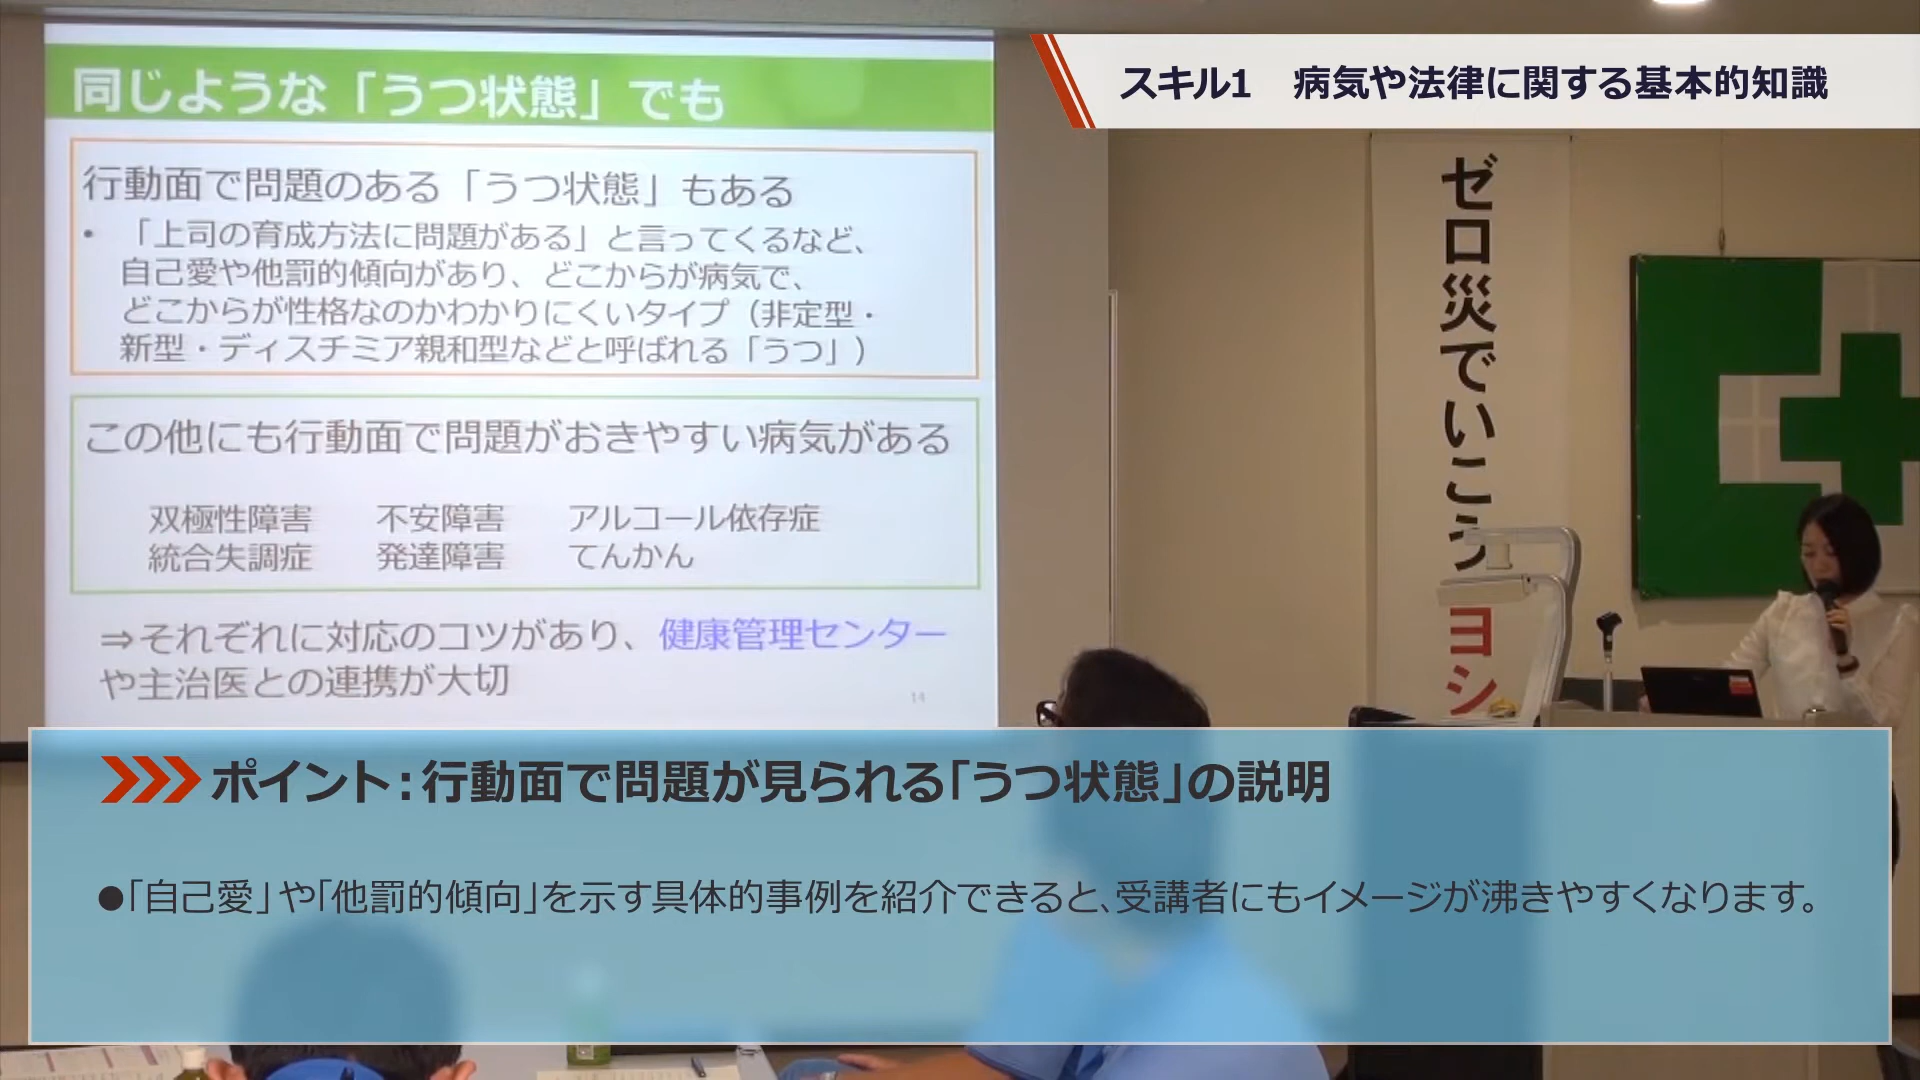 同じような「うつ状態」でも
行動面で問題のある「うつ状態」もある
・「上司の育成方法に問題がある」と言ってくるなど、
自己愛や他罰的傾向があり、どこからが病気で、
どこからが性格なのかわかりにくいタイプ（非定型・
新型・ディスチミア親和型などと呼ばれる「うつ」）
この他にも行動面で問題がおきやすい病気がある
双極性障害 不安障害 アルコール依存症
統合失調症 発達障害 てんかん
⇒それぞれに対応のコツがあり、健康管理センター
や主治医との連携が大切
14
スキル1 病気や法律に関する基本的知識
ゼロ災でいこう ヨシ
ポイント：行動面で問題が見られる「うつ状態」の説明
●「自己愛」や「他罰的傾向」を示す具体的事例を紹介できると、受講者にもイメージが沸きやすくなります。